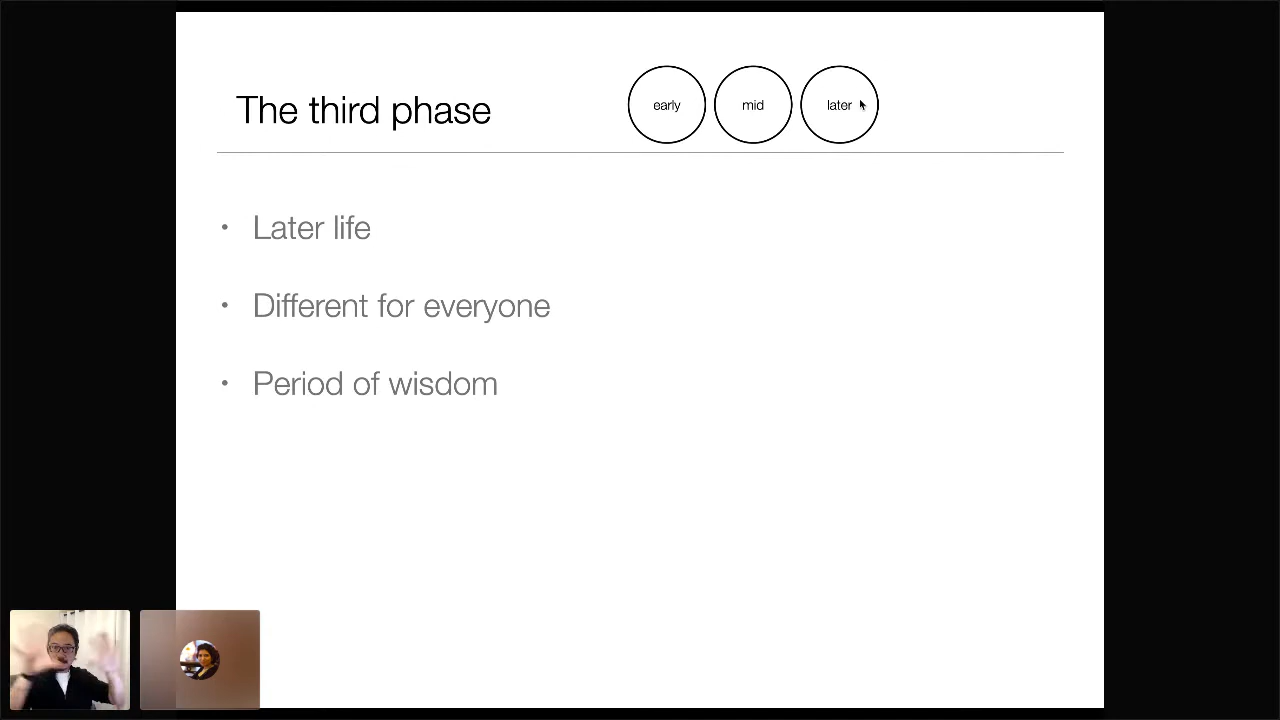 The third phase
early
mid
later
• Later life
• Different for everyone
• Period of wisdom